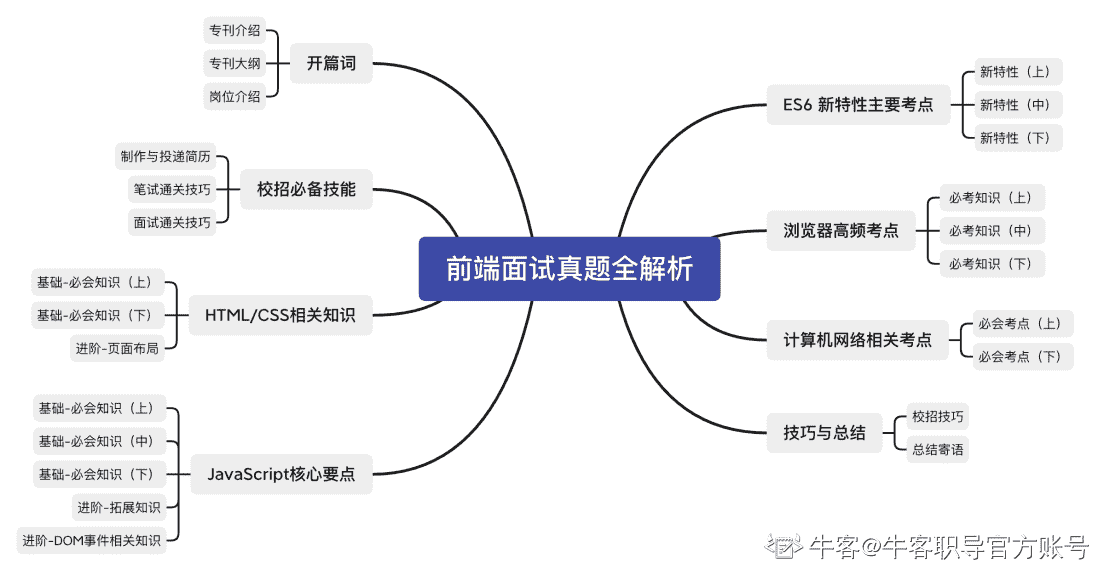 前端面试真题全解析
开篇词
专刊介绍
专刊大纲
岗位介绍
校招必备技能
制作与投递简历
笔试通关技巧
面试通关技巧
HTML/CSS相关知识
基础-必会知识（上）
基础-必会知识（下）
进阶-页面布局
JavaScript核心要点
基础-必会知识（上）
基础-必会知识（中）
基础-必会知识（下）
进阶-拓展知识
进阶-DOM事件相关知识
ES6 新特性主要考点
新特性（上）
新特性（中）
新特性（下）
浏览器高频考点
必考知识（上）
必考知识（中）
必考知识（下）
计算机网络相关考点
必会考点（上）
必会考点（下）
技巧与总结
校招技巧
总结寄语
牛客@牛客职导官方账号